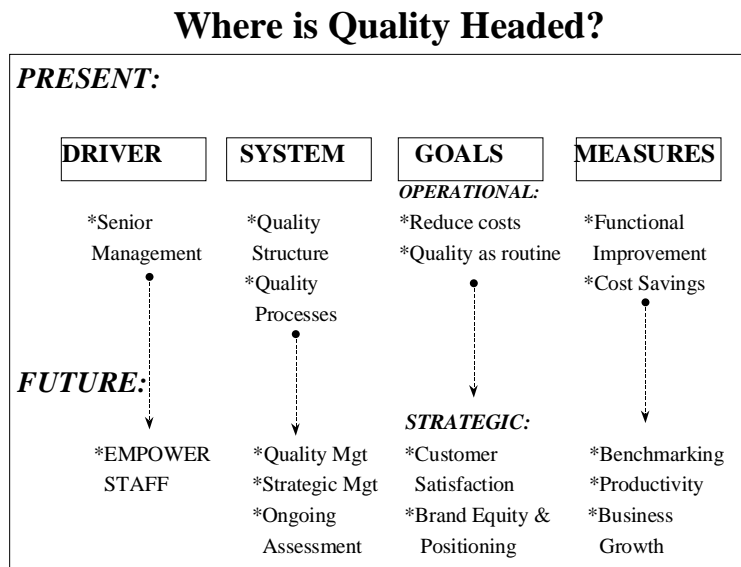 Where is Quality Headed?
PRESENT:
DRIVER
SYSTEM
GOALS
MEASURES
*Senior
Management
*Quality
Structure
*Quality
Processes
OPERATIONAL:
*Reduce costs
*Quality as routine
*Functional
Improvement
*Cost Savings
FUTURE:
*EMPOWER
STAFF
*Quality Mgt
*Strategic Mgt
*Ongoing
Assessment
STRATEGIC:
*Customer
Satisfaction
*Brand Equity &
Positioning
*Benchmarking
*Productivity
*Business
Growth